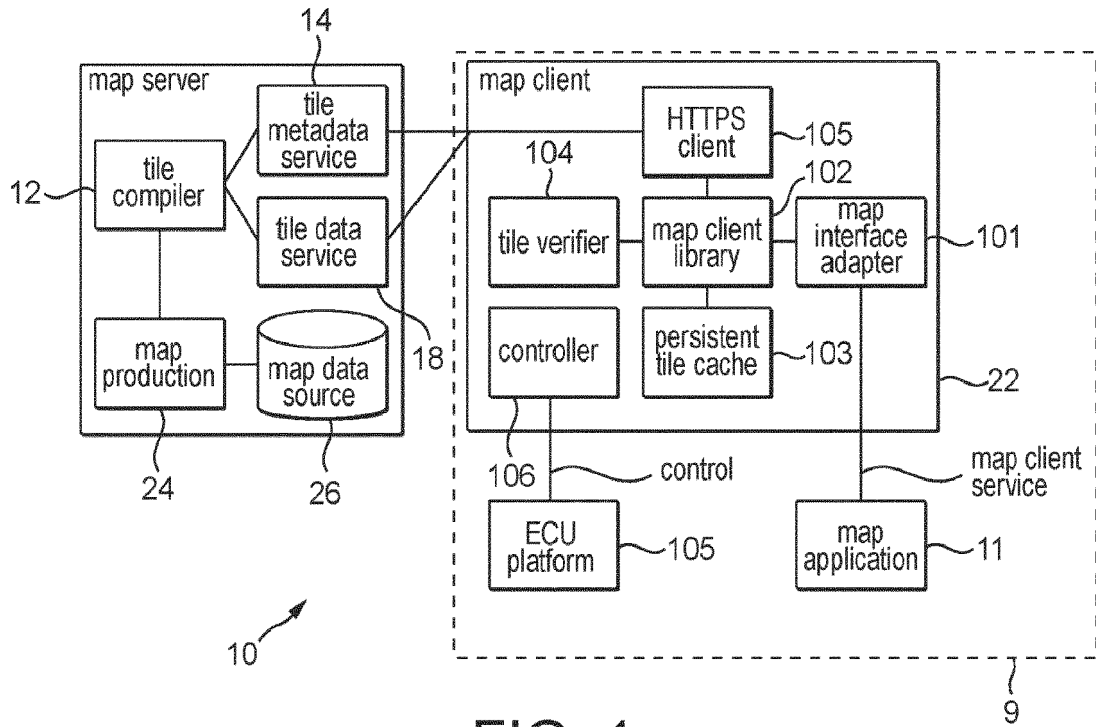 14
map server
tile
metadata
service
12
tile
compiler
tile data
service
18
map
production
map data
source
24
26
map client
HTTPS
client
105
104
102
tile verifier
map client
library
map
interface
adapter
101
controller
persistent
tile cache
103
22
106
control
map client
service
ECU
platform
105
map
application
11
10
9